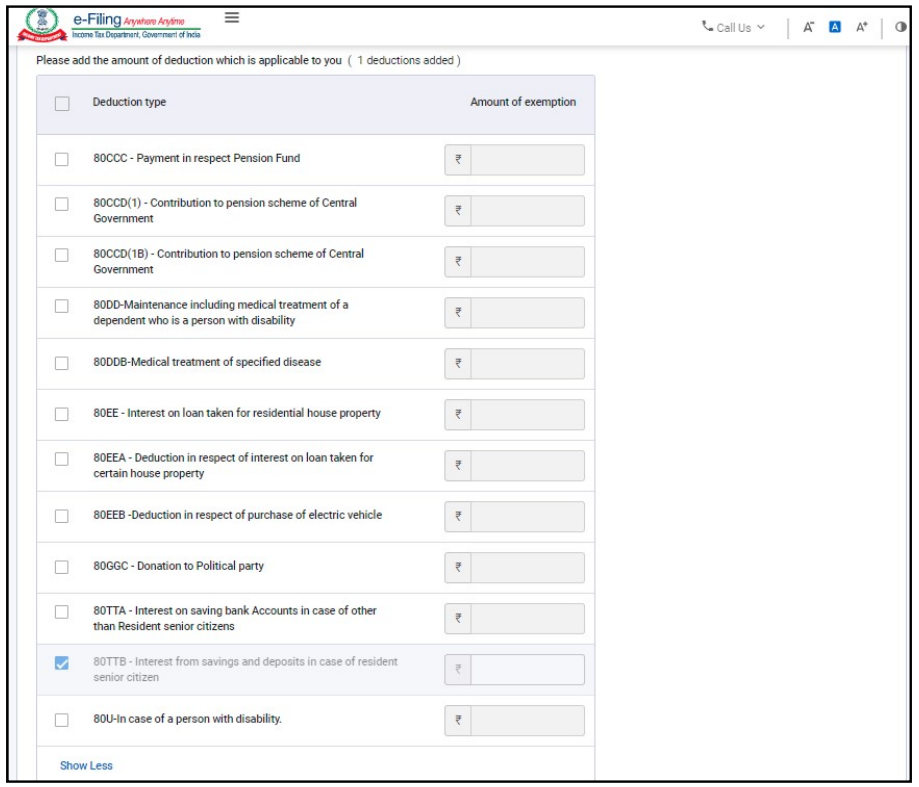 e-Filing Anywhere Anytime
Income Tax Department, Government of India
Call Us
A-
A
A+
Please add the amount of deduction which is applicable to you ( 1 deductions added )
Deduction type
Amount of exemption
80CCC - Payment in respect Pension Fund
₹
80CCD(1) - Contribution to pension scheme of Central
Government
₹
80CCD(1B) - Contribution to pension scheme of Central
Government
₹
80DD-Maintenance including medical treatment of a
dependent who is a person with disability
₹
80DDB-Medical treatment of specified disease
₹
80EE - Interest on loan taken for residential house property
₹
80EEA - Deduction in respect of interest on loan taken for
certain house property
₹
80EEB -Deduction in respect of purchase of electric vehicle
₹
80GGC - Donation to Political party
₹
80TTA - Interest on saving bank Accounts in case of other
than Resident senior citizens
₹
80TTB - Interest from savings and deposits in case of resident
senior citizen
₹
80U-In case of a person with disability.
₹
Show Less